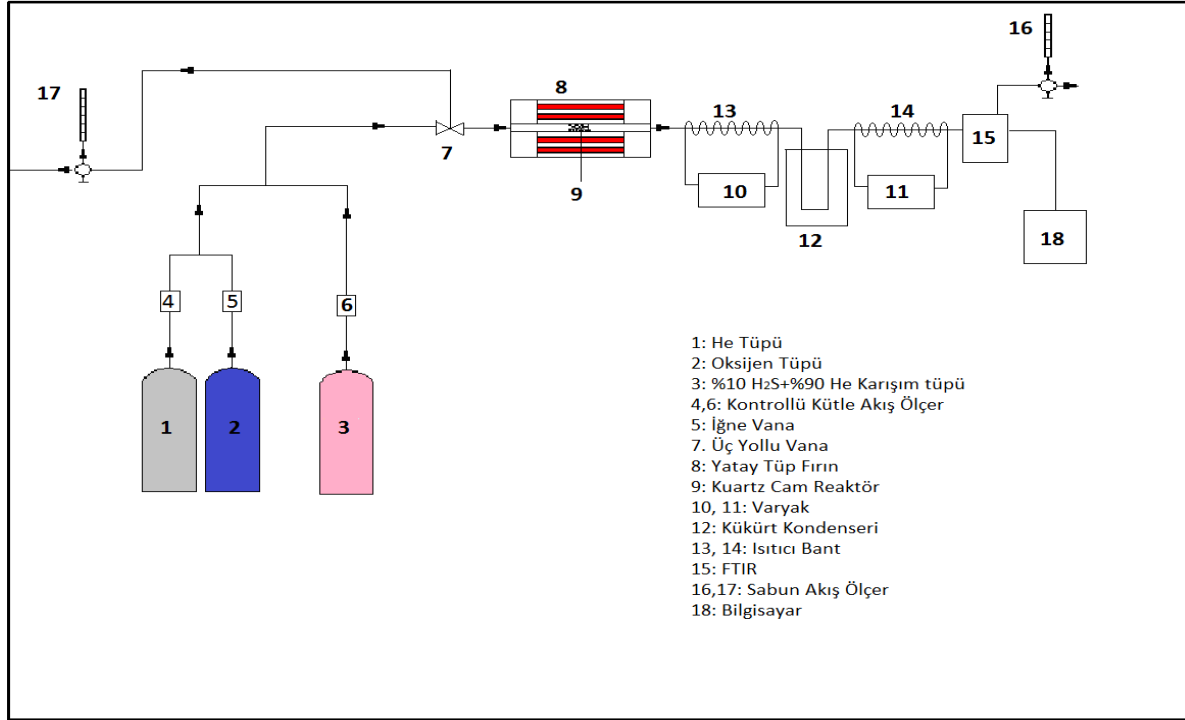 16
17
8
13
14
7
15
10
11
9
12
18
4
5
6
1
2
3
1: He Tüpü
2: Oksijen Tüpü
3: %10 H₂S+%90 He Karışım tüpü
4,6: Kontrollü Kütle Akış Ölçer
5: İğne Vana
7. Üç Yollu Vana
8: Yatay Tüp Fırın
9: Kuartz Cam Reaktör
10, 11: Varyak
12: Kükürt Kondenseri
13, 14: Isıtıcı Bant
15: FTIR
16,17: Sabun Akış Ölçer
18: Bilgisayar